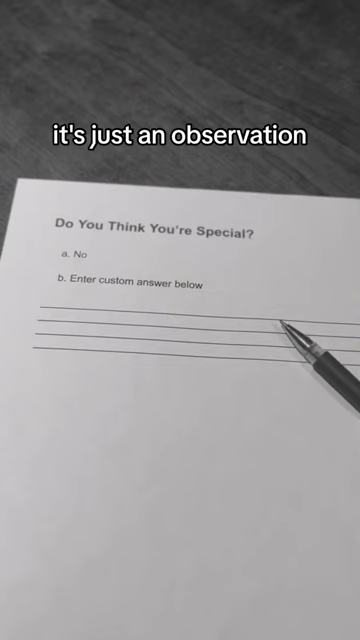 it's just an observation
Do You Think You're Special?
a. No
b. Enter custom answer below